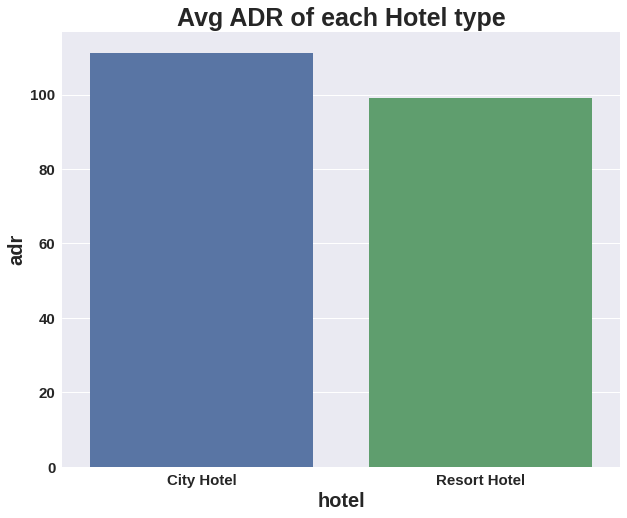 Avg ADR of each Hotel type
adr
100
80
60
40
20
0
City Hotel
Resort Hotel
hotel